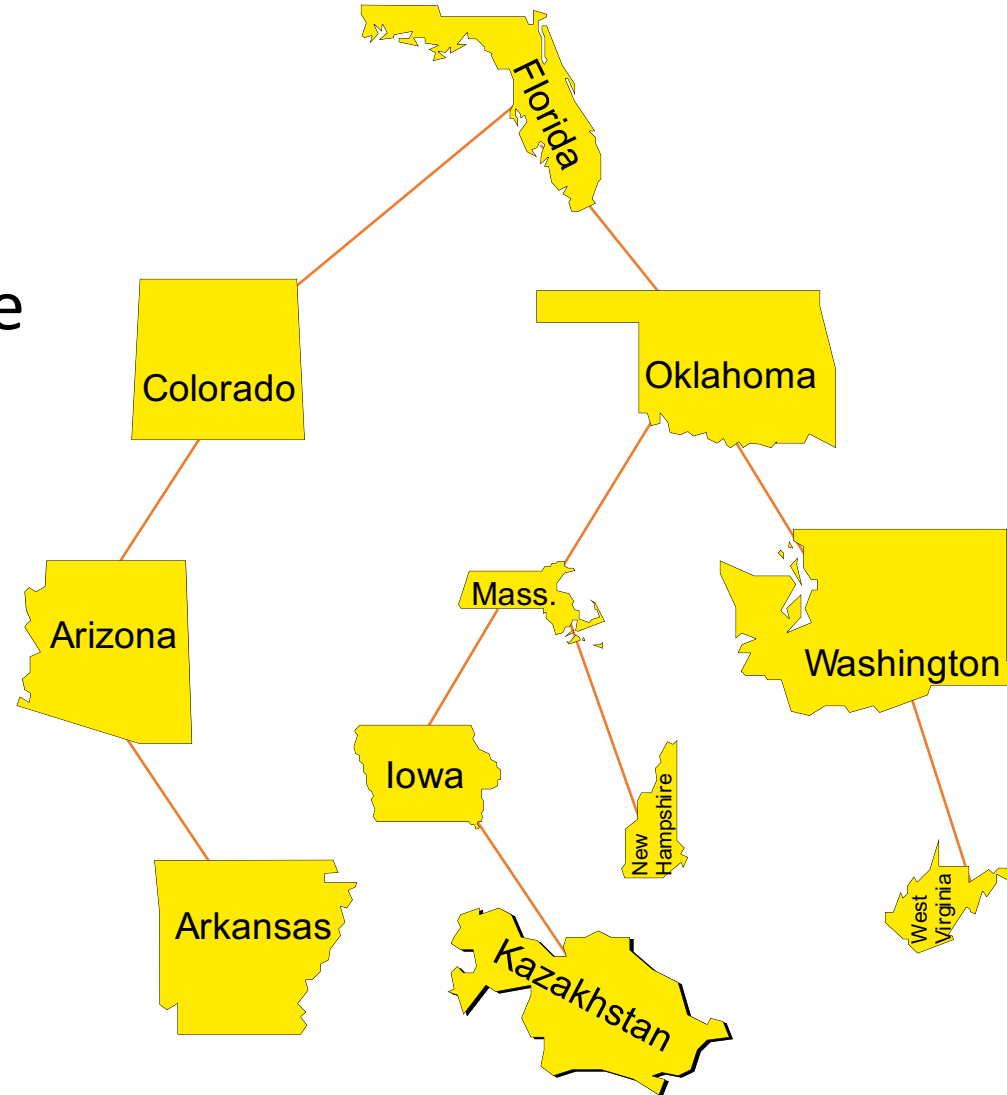 Florida
e
Colorado
Oklahoma
Arizona
Mass.
Washington
Iowa
New
Hampshire
Arkansas
West
Virginia
Kazakhstan